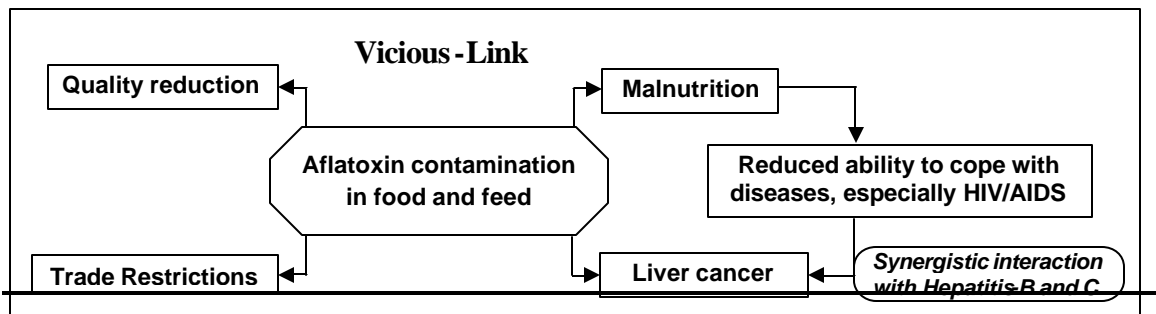 Vicious-Link
Quality reduction
Malnutrition
Aflatoxin contamination
in food and feed
Reduced ability to cope with
diseases, especially HIV/AIDS
Trade Restrictions
Liver cancer
Synergistic interaction
with Hepatitis-B and C